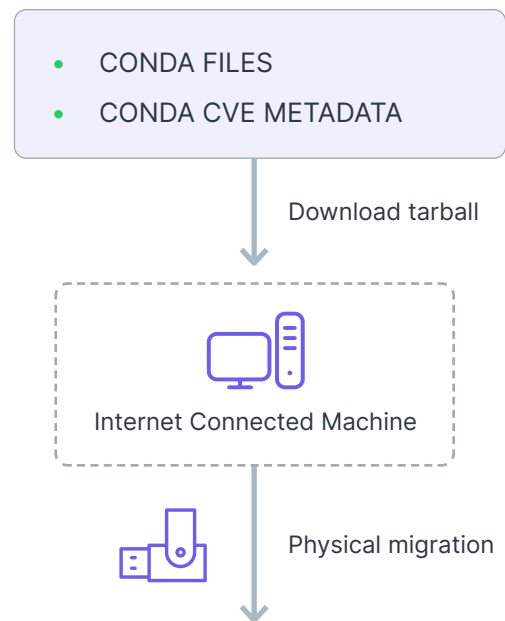 CONDA FILES
CONDA CVE METADATA
Download tarball
Internet Connected Machine
Physical migration